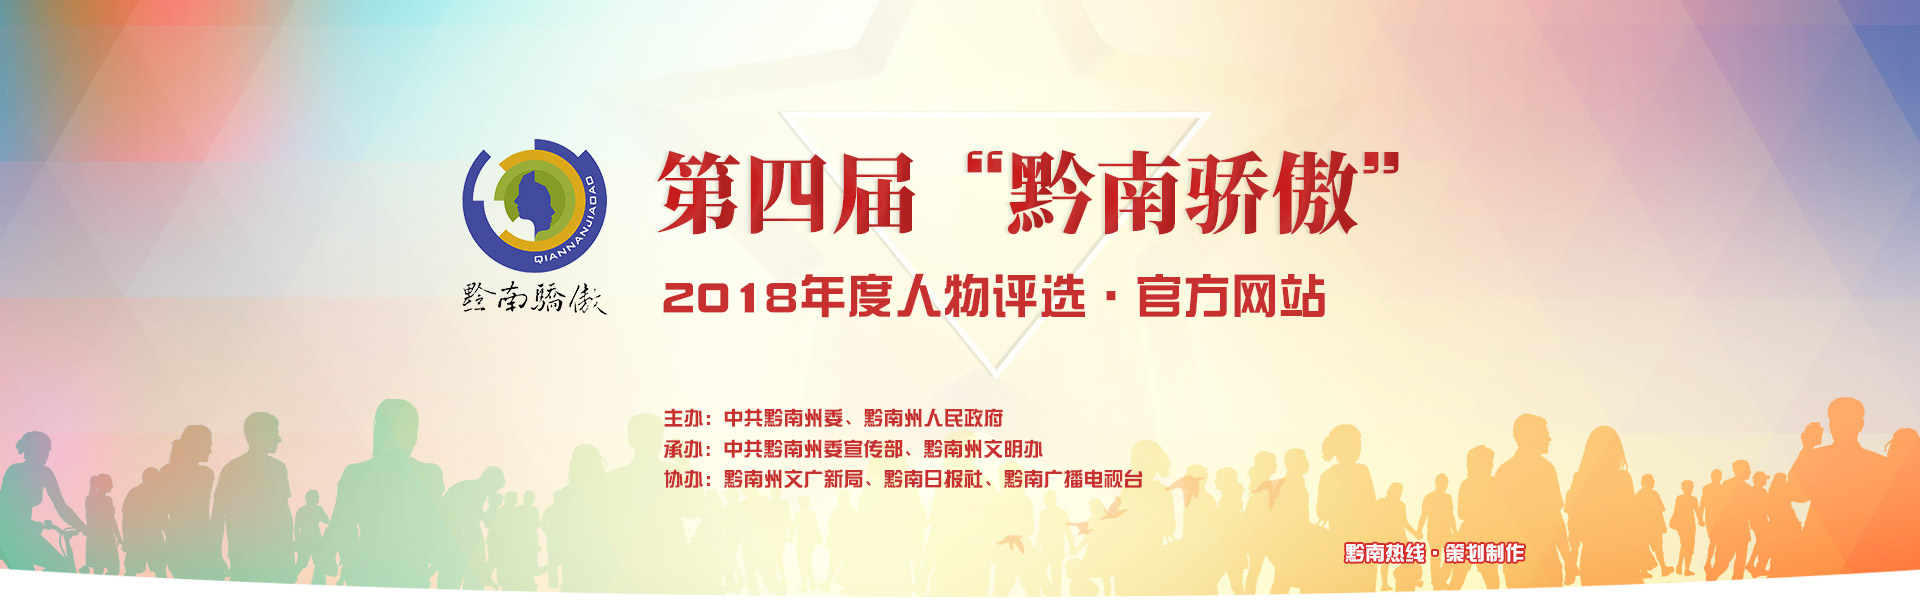 第四届“黔南骄傲”
QIANNANJIAOAO
黔南驕傲
2018年度人物评选·官方网站
主办：中共黔南州委、黔南州人民政府
承办：中共黔南州委宣传部、黔南州文明办
协办：黔南州文广新局、黔南日报社、黔南广播电视台
黔南热线·策划制作